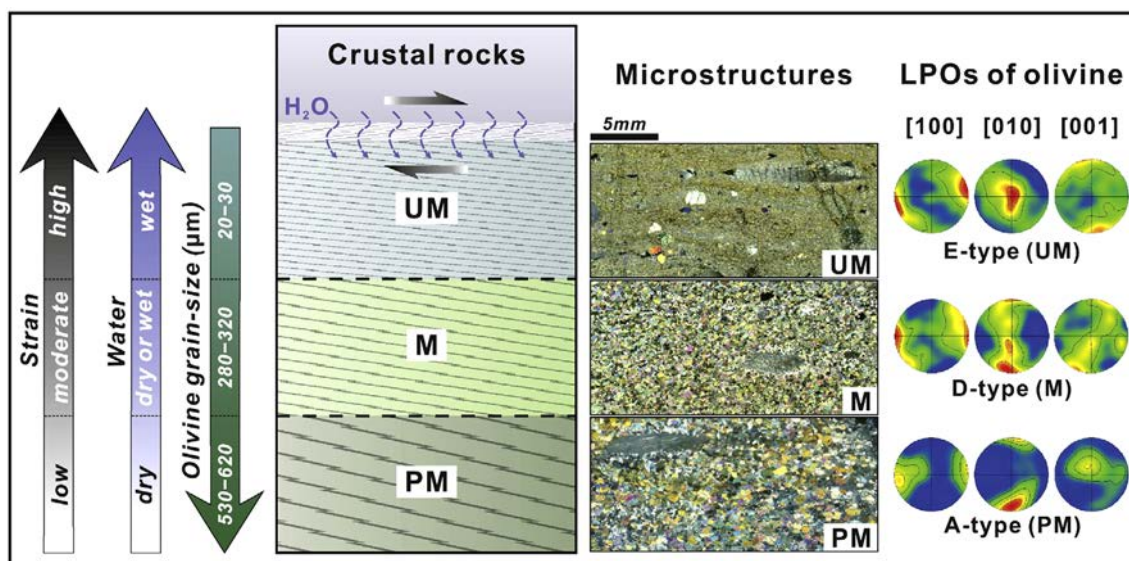 Strain
high
moderate
low
Water
wet
dry or wet
dry
Olivine grain-size (μm)
20–30
280–320
530–620
Crustal rocks
H₂O
UM
M
PM
Microstructures
5mm
UM
M
PM
LPOs of olivine
[100] [010] [001]
E-type (UM)
D-type (M)
A-type (PM)